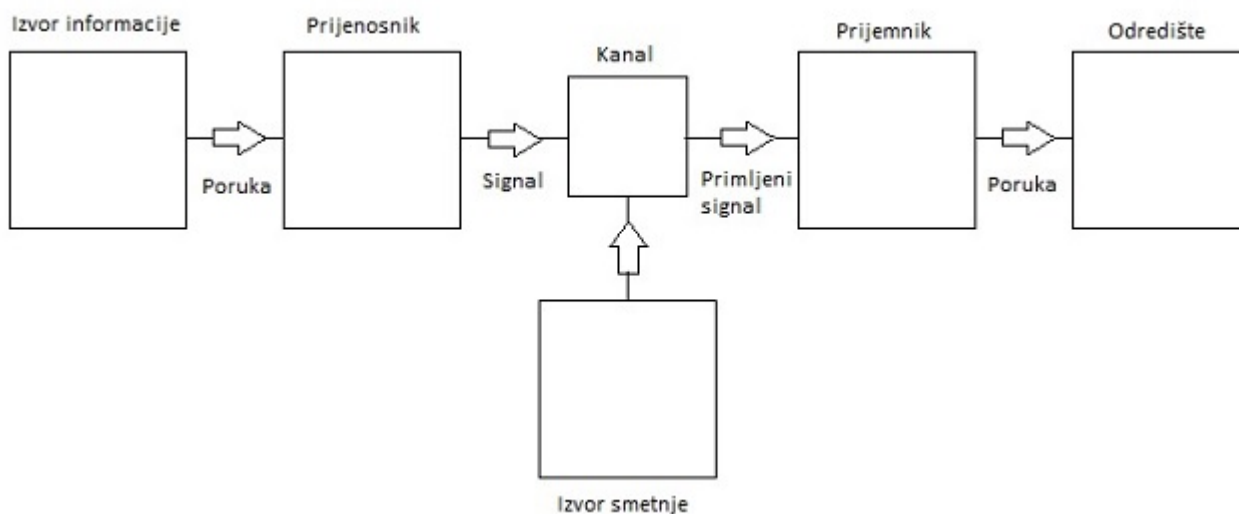 Izvor informacije
Prijenosnik
Kanal
Prijemnik
Odredište
Poruka
Signal
Primljeni
signal
Poruka
Izvor smetnje